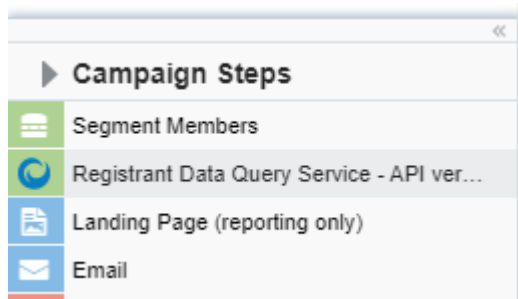 Campaign Steps
Segment Members
Registrant Data Query Service - API ver...
Landing Page (reporting only)
Email